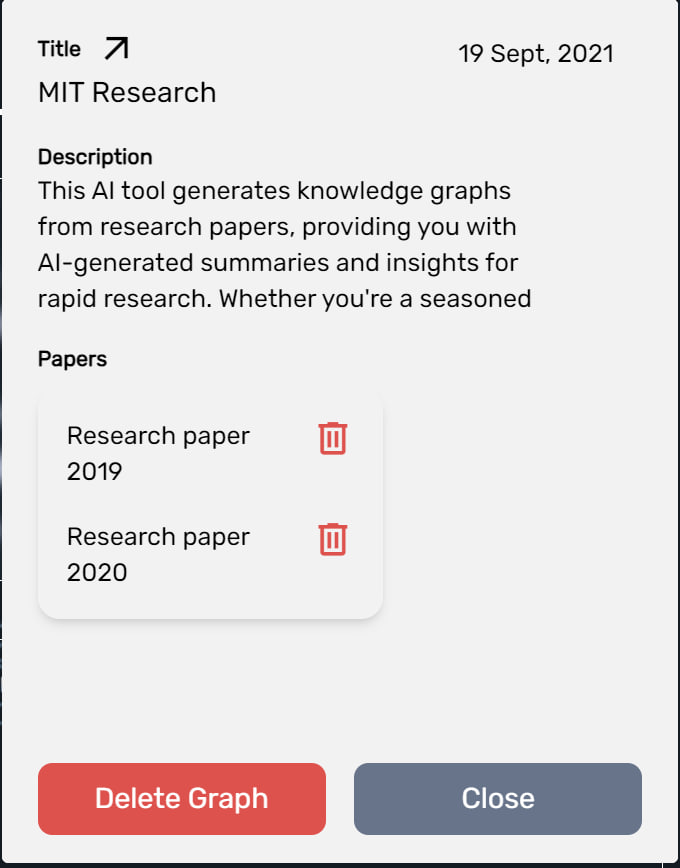 Title
19 Sept, 2021
MIT Research
Description
This AI tool generates knowledge graphs
from research papers, providing you with
AI-generated summaries and insights for
rapid research. Whether you're a seasoned
Papers
Research paper
2019
Research paper
2020
Delete Graph
Close